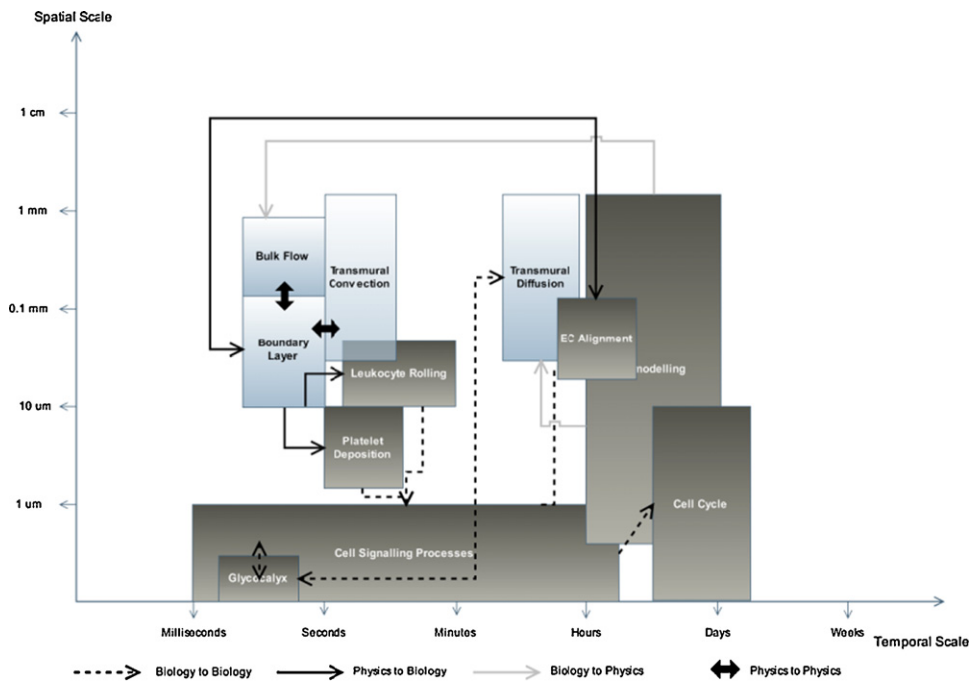 Spatial Scale
1 cm
1 mm
0.1 mm
10 um
1 um
Bulk Flow
Transmural
Convection
Boundary
Layer
Leukocyte Rolling
Platelet
Deposition
Transmural
Diffusion
EC Alignment
nodelling
Cell Cycle
Cell Signalling Processes
Glycocalyx
Milliseconds
Seconds
Minutes
Hours
Days
Weeks
Temporal Scale
Biology to Biology
Physics to Biology
Biology to Physics
Physics to Physics